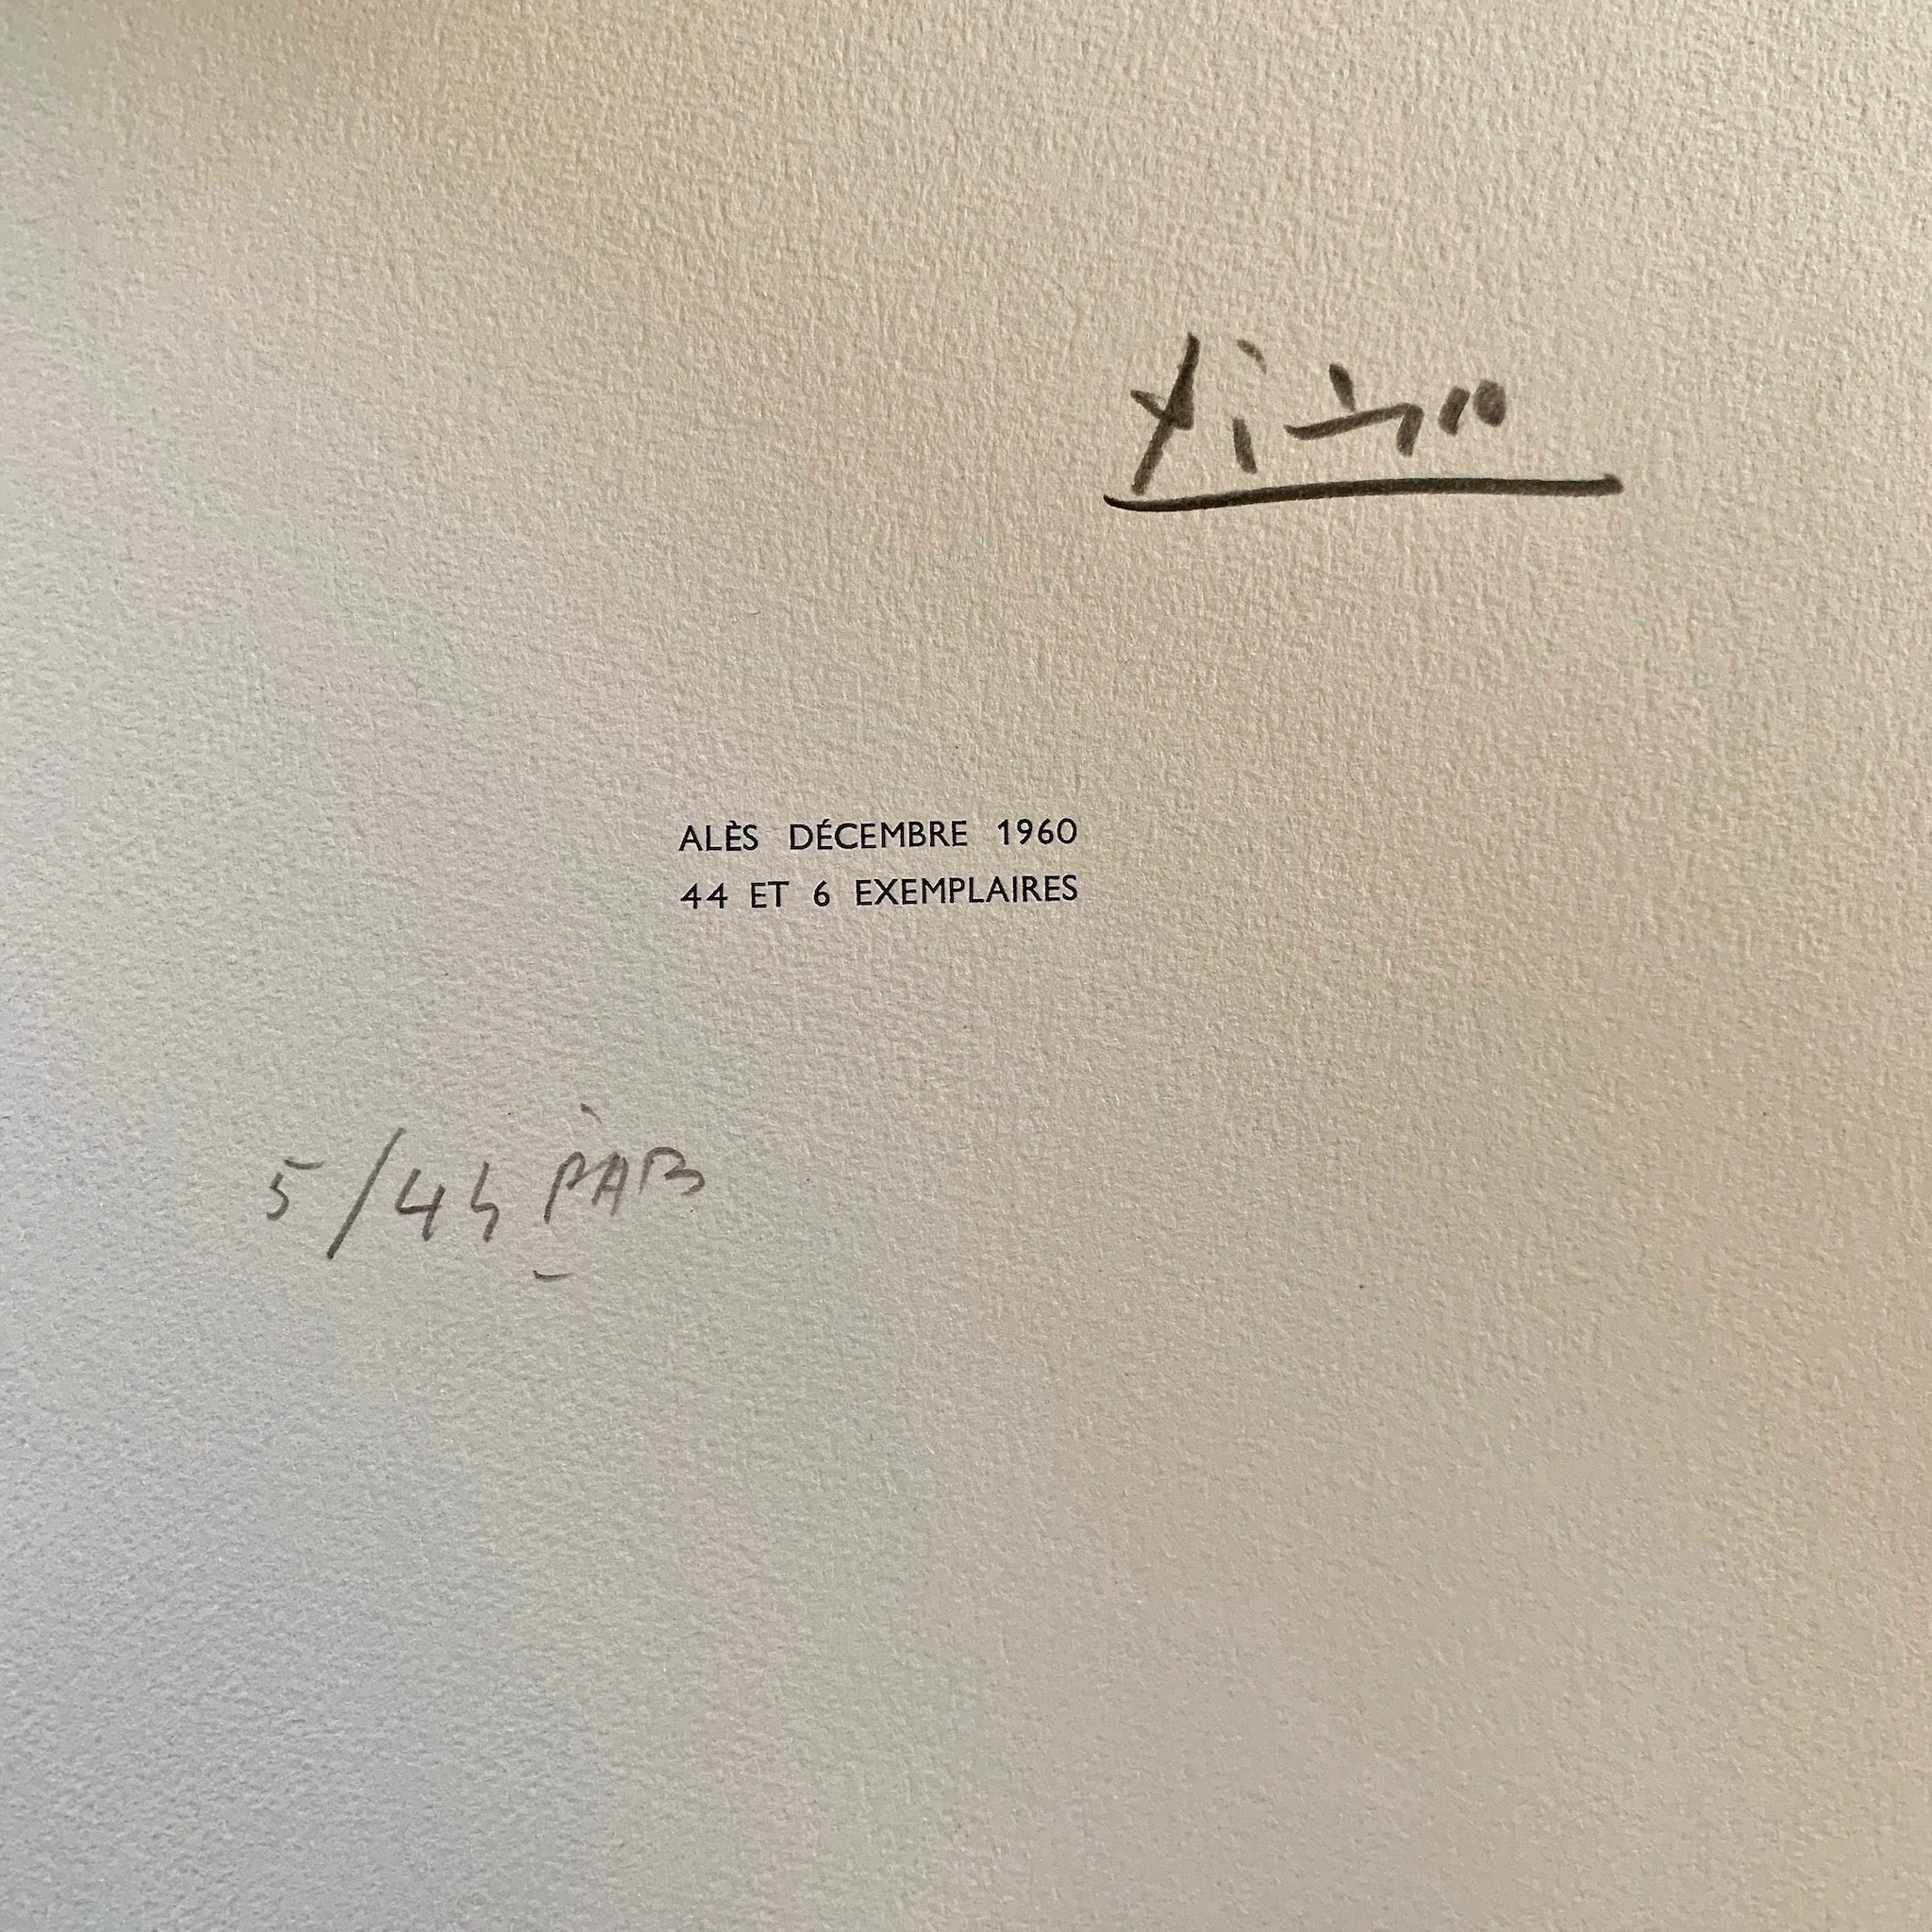 ALÈS DÉCEMBRE 1960
44 ET 6 EXEMPLAIRES
5/44 PAB